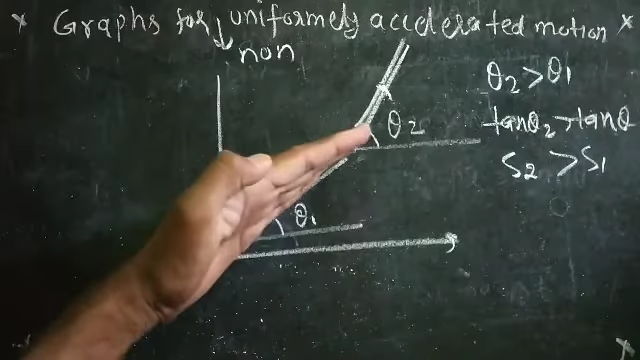 Graphs for uniformely accelerated motion
non
θ2 > θ1
tanθ2 > tanθ
S2 > S1
θ2
θ1